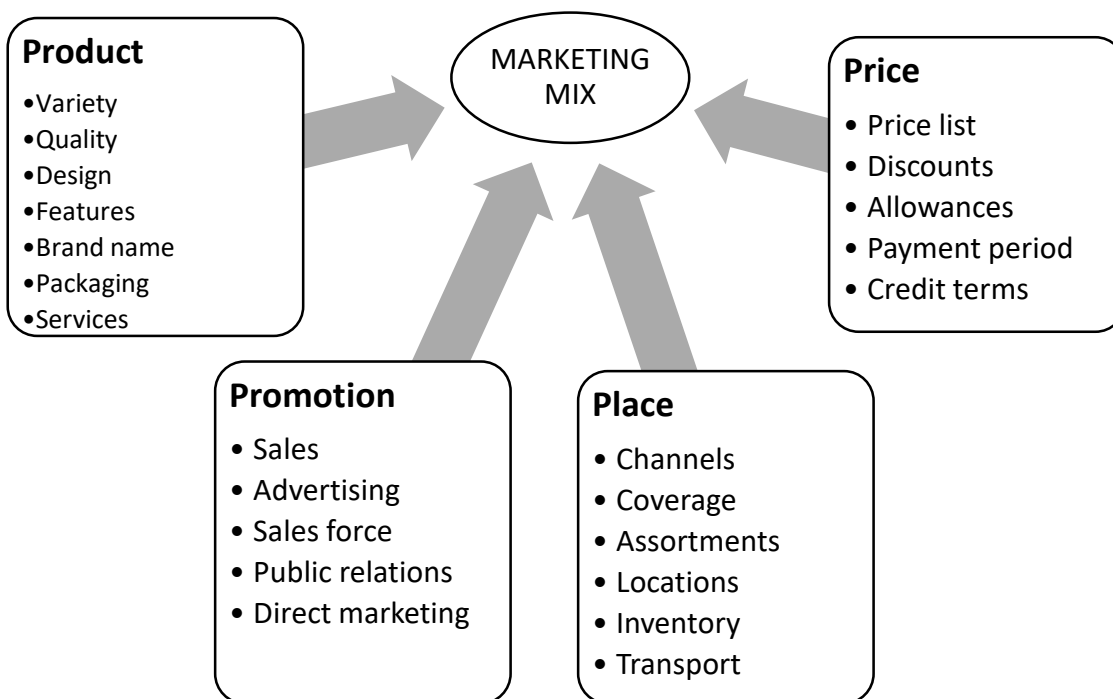 MARKETING
MIX
Product
•Variety
•Quality
•Design
•Features
•Brand name
•Packaging
•Services
Price
• Price list
• Discounts
• Allowances
• Payment period
• Credit terms
Promotion
• Sales
• Advertising
• Sales force
• Public relations
• Direct marketing
Place
• Channels
• Coverage
• Assortments
• Locations
• Inventory
• Transport